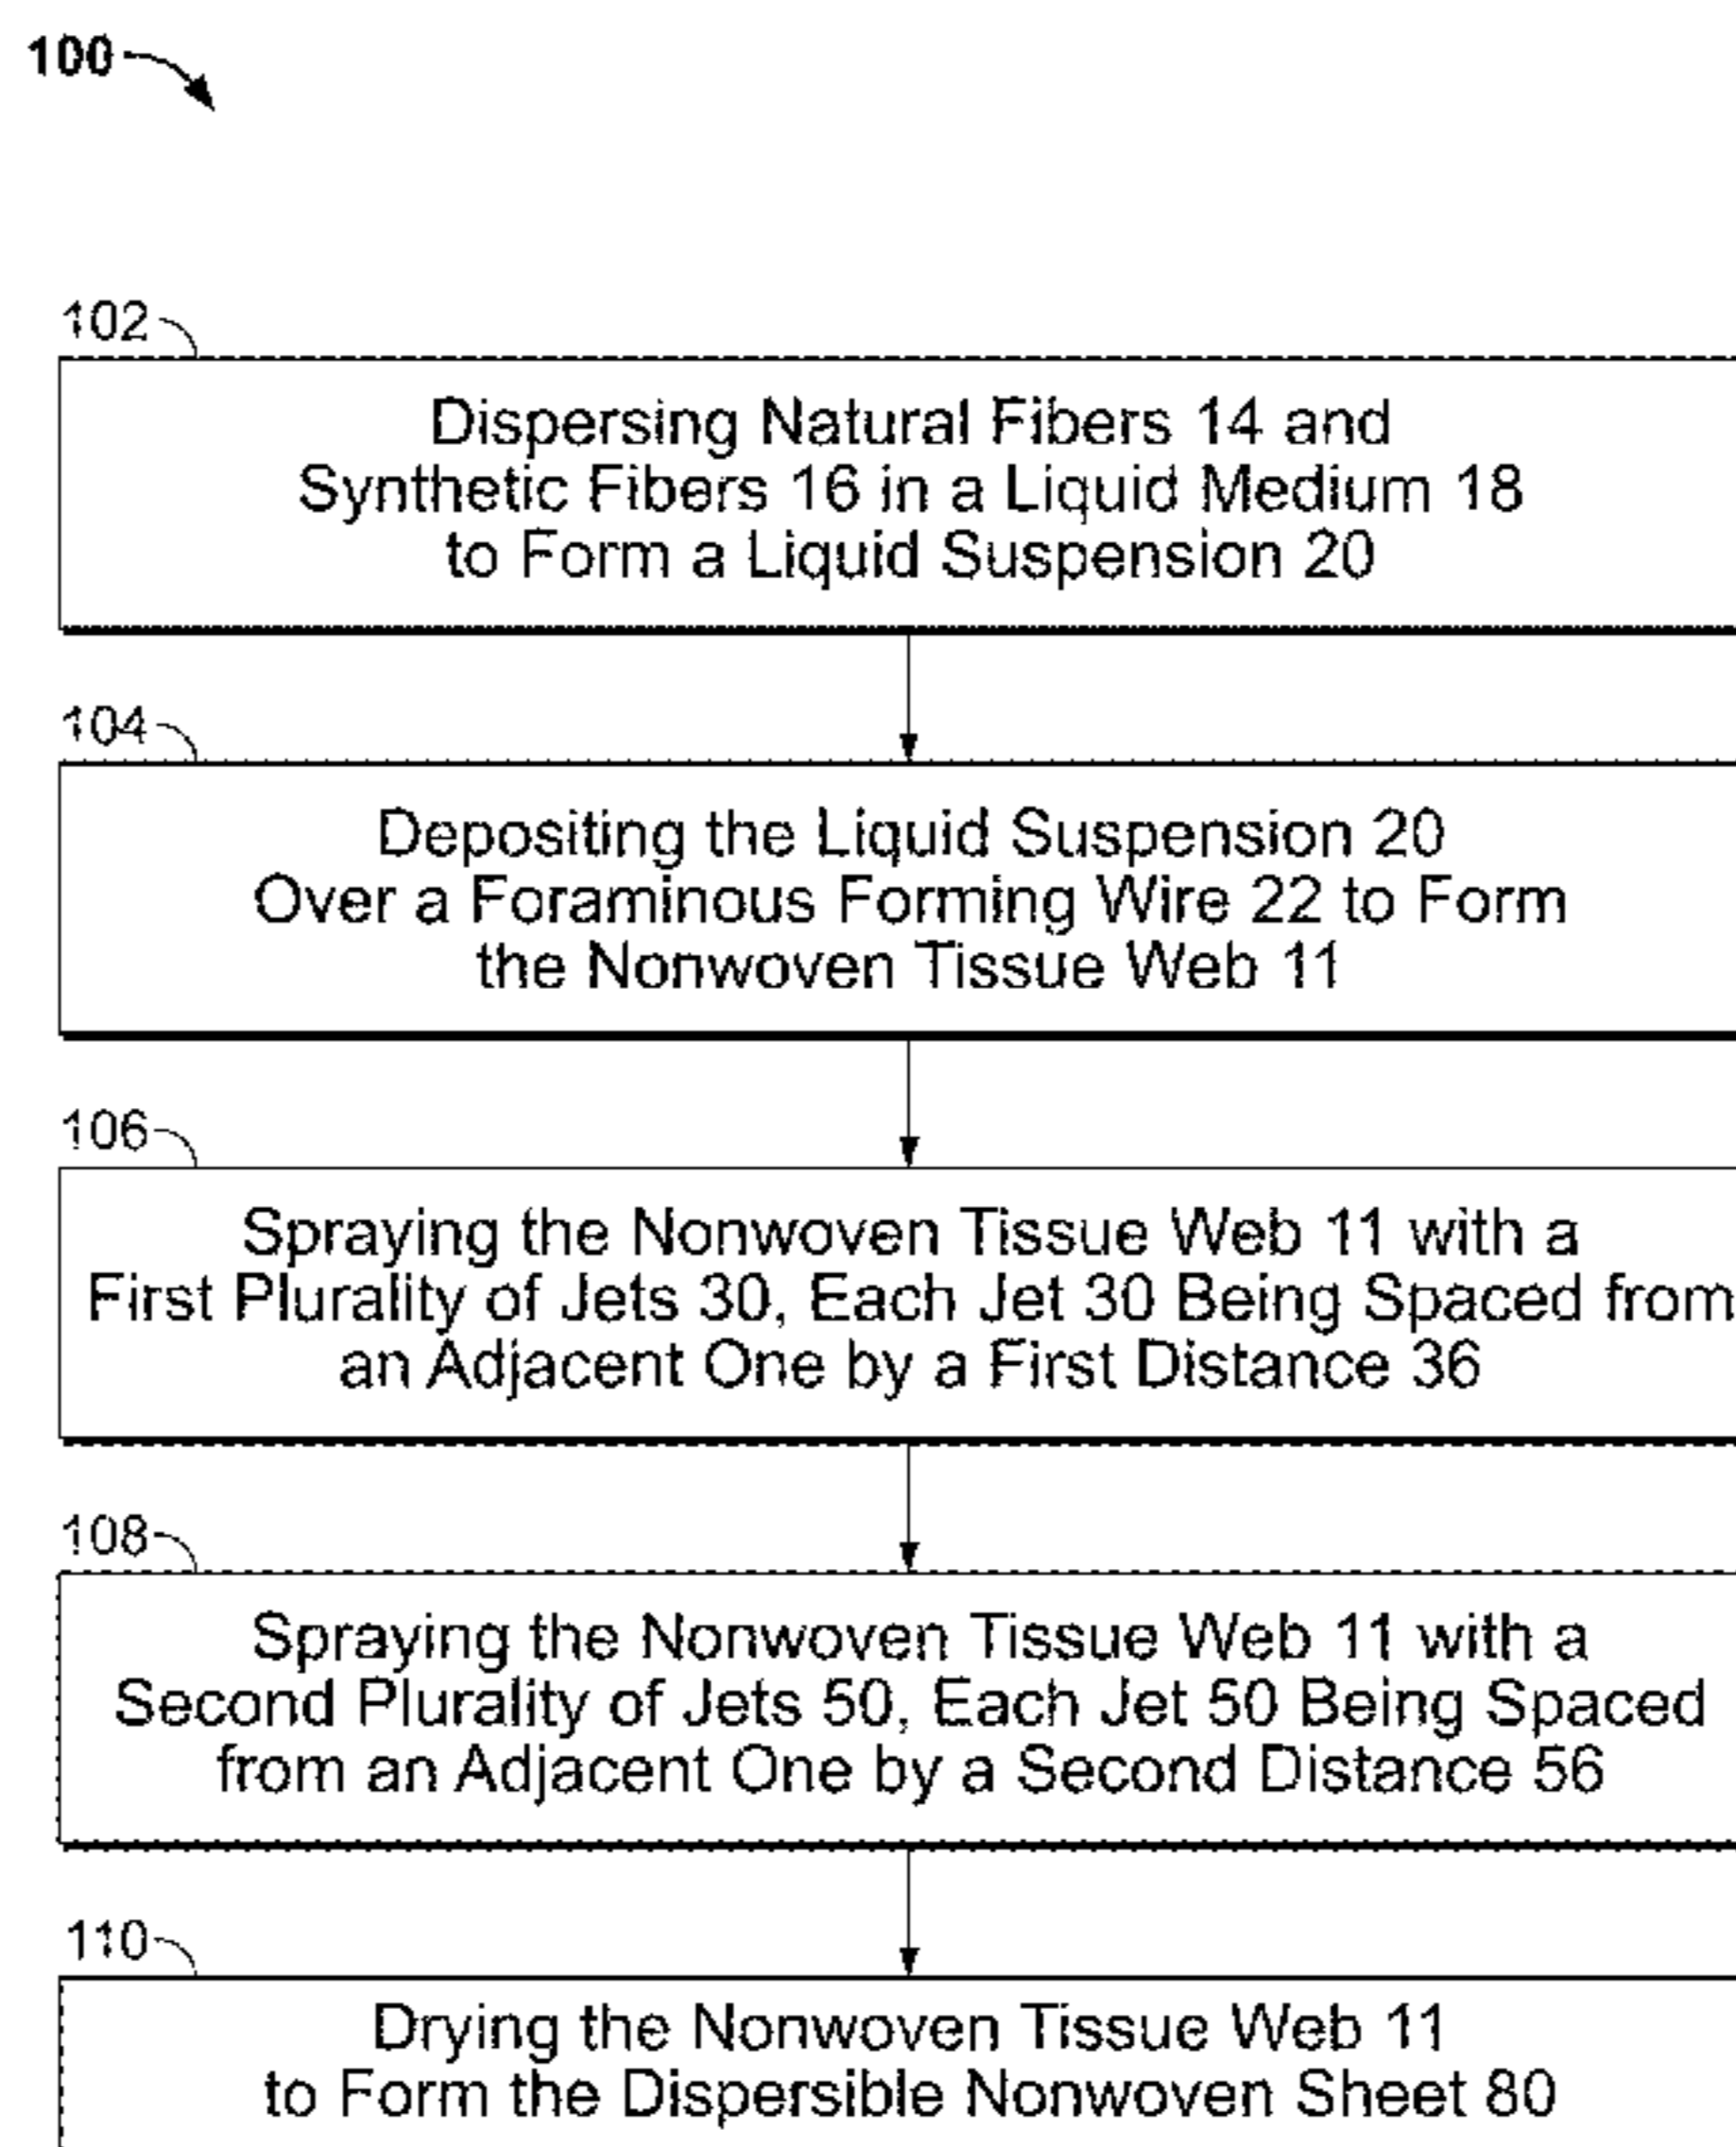 100
102
Dispersing Natural Fibers 14 and
Synthetic Fibers 16 in a Liquid Medium 18
to Form a Liquid Suspension 20
104
Depositing the Liquid Suspension 20
Over a Foraminous Forming Wire 22 to Form
the Nonwoven Tissue Web 11
106
Spraying the Nonwoven Tissue Web 11 with a
First Plurality of Jets 30, Each Jet 30 Being Spaced from
an Adjacent One by a First Distance 36
108
Spraying the Nonwoven Tissue Web 11 with a
Second Plurality of Jets 50, Each Jet 50 Being Spaced
from an Adjacent One by a Second Distance 56
110
Drying the Nonwoven Tissue Web 11
to Form the Dispersible Nonwoven Sheet 80